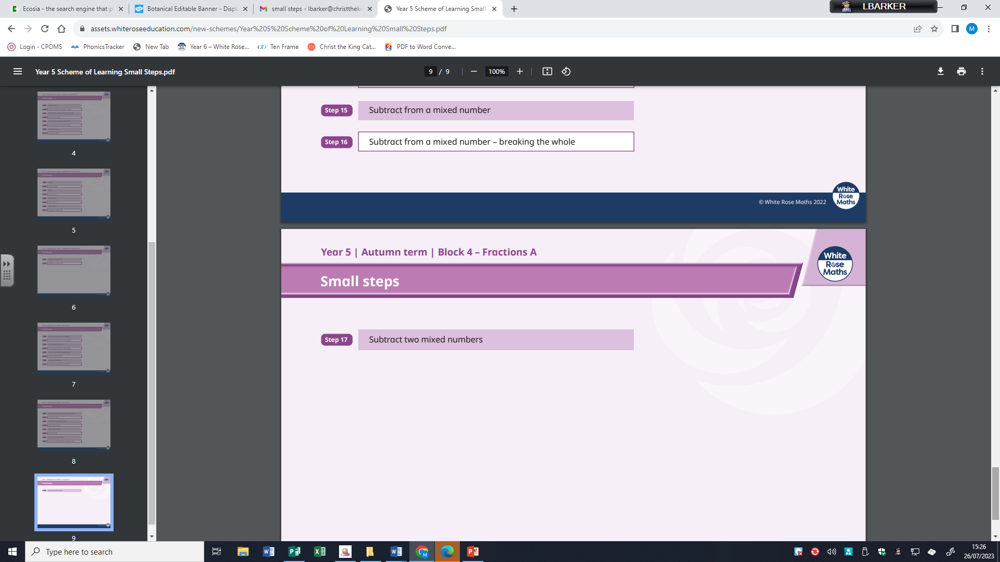 Ecosia - the search engine that pl
Botanical Editable Banner - Displa
small steps - lbarker@christtheki
Year 5 Scheme of Learning Small
LBARKER
assets.whiteroseeducation.com/new-schemes/Year%205%20Scheme%20of%20Learning%20Small%20Steps.pdf
M
Login - CPOMS
PhonicsTracker
New Tab
Year 6 – White Rose...
Ten Frame
Christ the King Cat...
PDF to Word Conve...
Year 5 Scheme of Learning Small Steps.pdf
9 / 9
100%
4
5
6
7
8
9
Step 15 Subtract from a mixed number
Step 16 Subtract from a mixed number – breaking the whole
© White Rose Maths 2022
White
Rose
Maths
Year 5 | Autumn term | Block 4 – Fractions A
White
Rose
Maths
Small steps
Step 17 Subtract two mixed numbers
Type here to search
15:26
26/07/2023